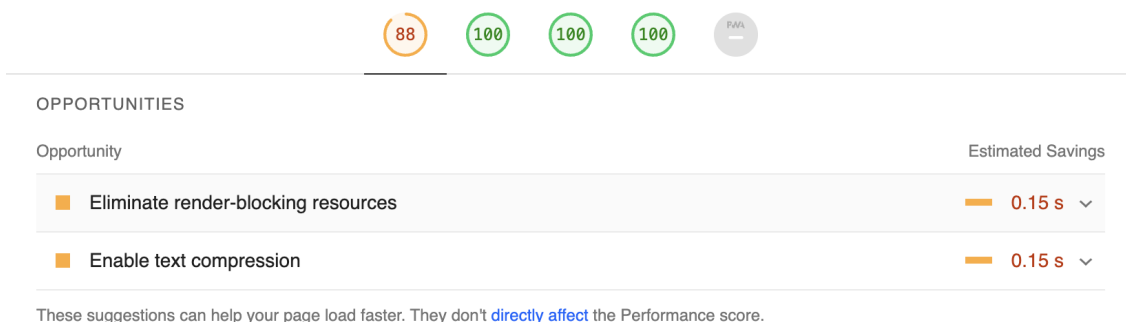 88 100 100 100 PWA
OPPORTUNITIES
Opportunity Estimated Savings
Eliminate render-blocking resources 0.15 s
Enable text compression 0.15 s
These suggestions can help your page load faster. They don't directly affect the Performance score.